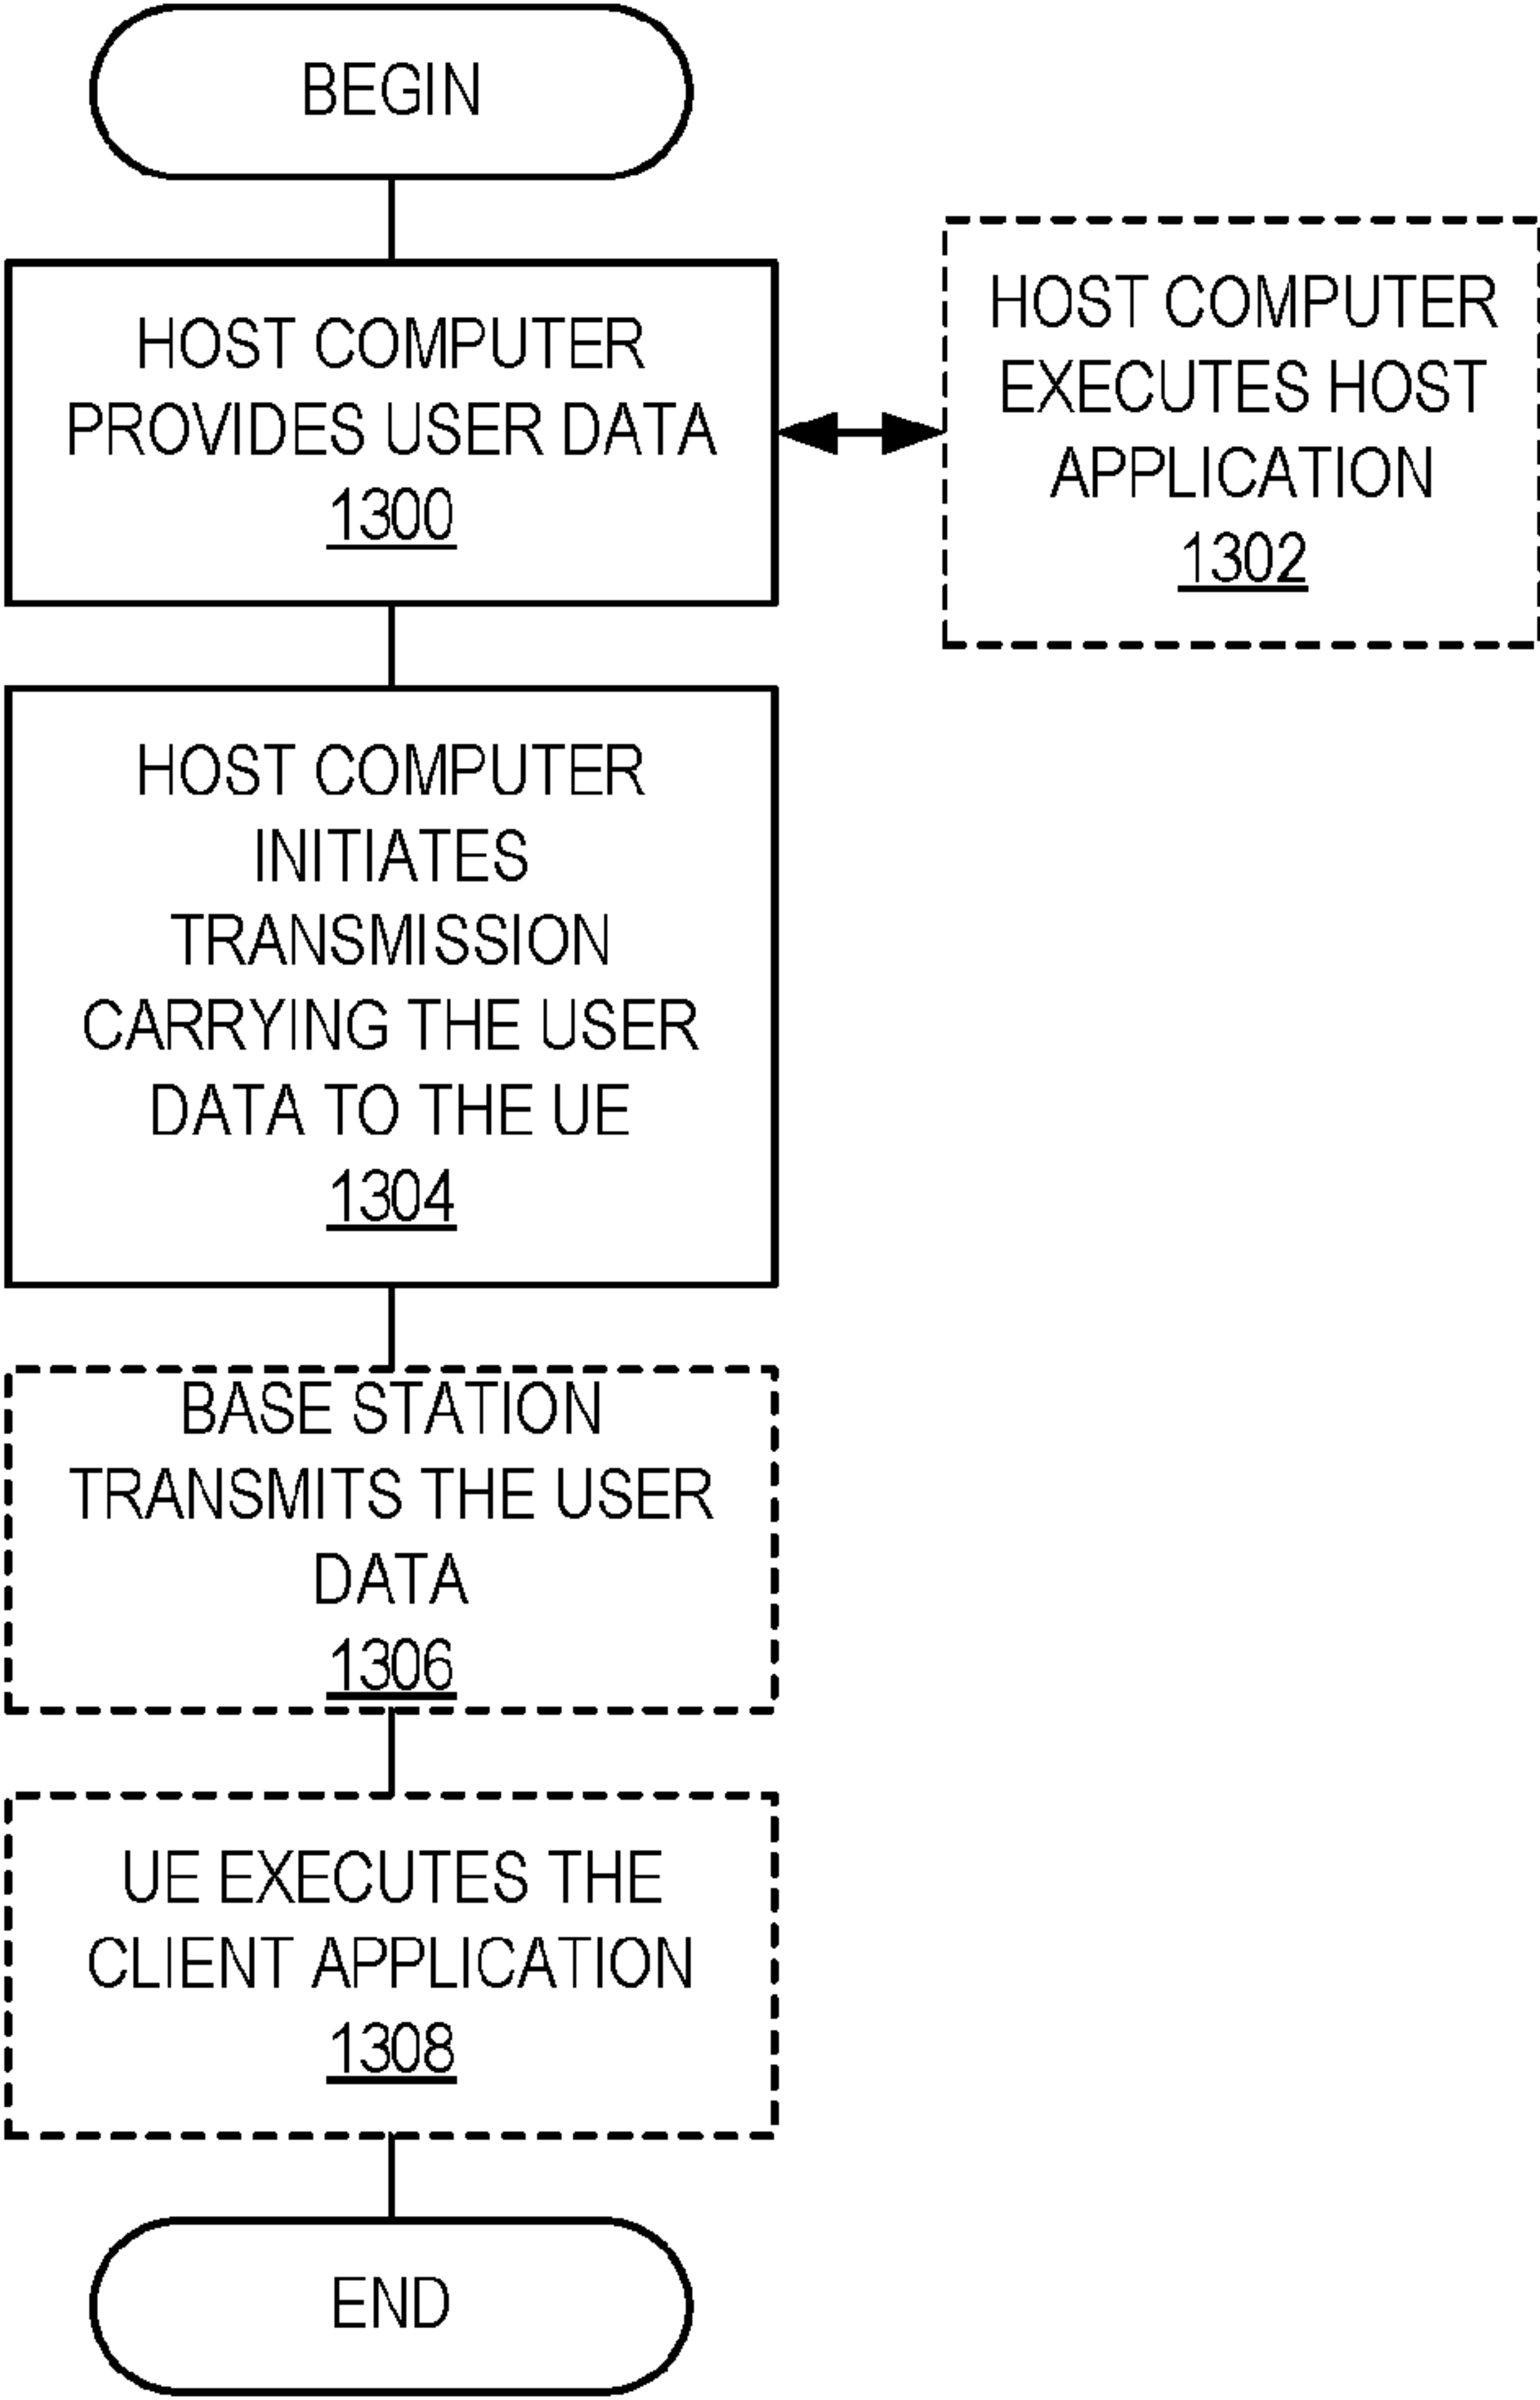 BEGIN
HOST COMPUTER
PROVIDES USER DATA
1300
HOST COMPUTER
EXECUTES HOST
APPLICATION
1302
HOST COMPUTER
INITIATES
TRANSMISSION
CARRYING THE USER
DATA TO THE UE
1304
BASE STATION
TRANSMITS THE USER
DATA
1306
UE EXECUTES THE
CLIENT APPLICATION
1308
END